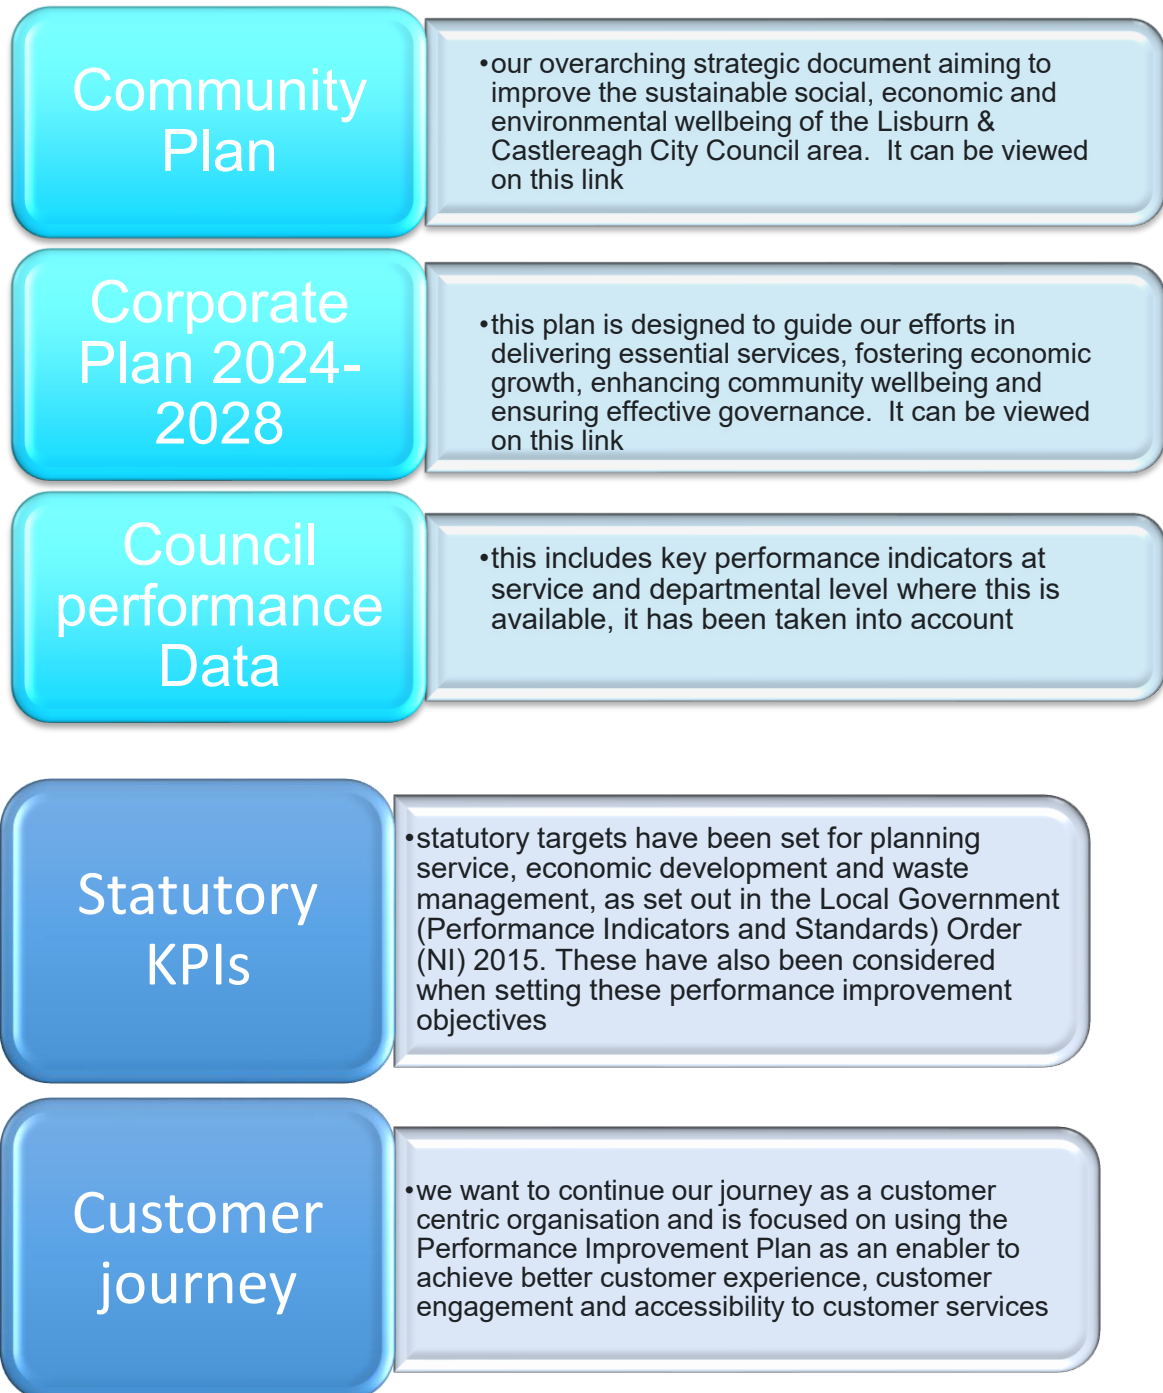 Community
Plan
•our overarching strategic document aiming to
improve the sustainable social, economic and
environmental wellbeing of the Lisburn &
Castlereagh City Council area.  It can be viewed
on this link
Corporate
Plan 2024-
2028
•this plan is designed to guide our efforts in
delivering essential services, fostering economic
growth, enhancing community wellbeing and
ensuring effective governance.  It can be viewed
on this link
Council
performance
Data
•this includes key performance indicators at
service and departmental level where this is
available, it has been taken into account
Statutory
KPIs
•statutory targets have been set for planning
service, economic development and waste
management, as set out in the Local Government
(Performance Indicators and Standards) Order
(NI) 2015. These have also been considered
when setting these performance improvement
objectives
Customer
journey
•we want to continue our journey as a customer
centric organisation and is focused on using the
Performance Improvement Plan as an enabler to
achieve better customer experience, customer
engagement and accessibility to customer services